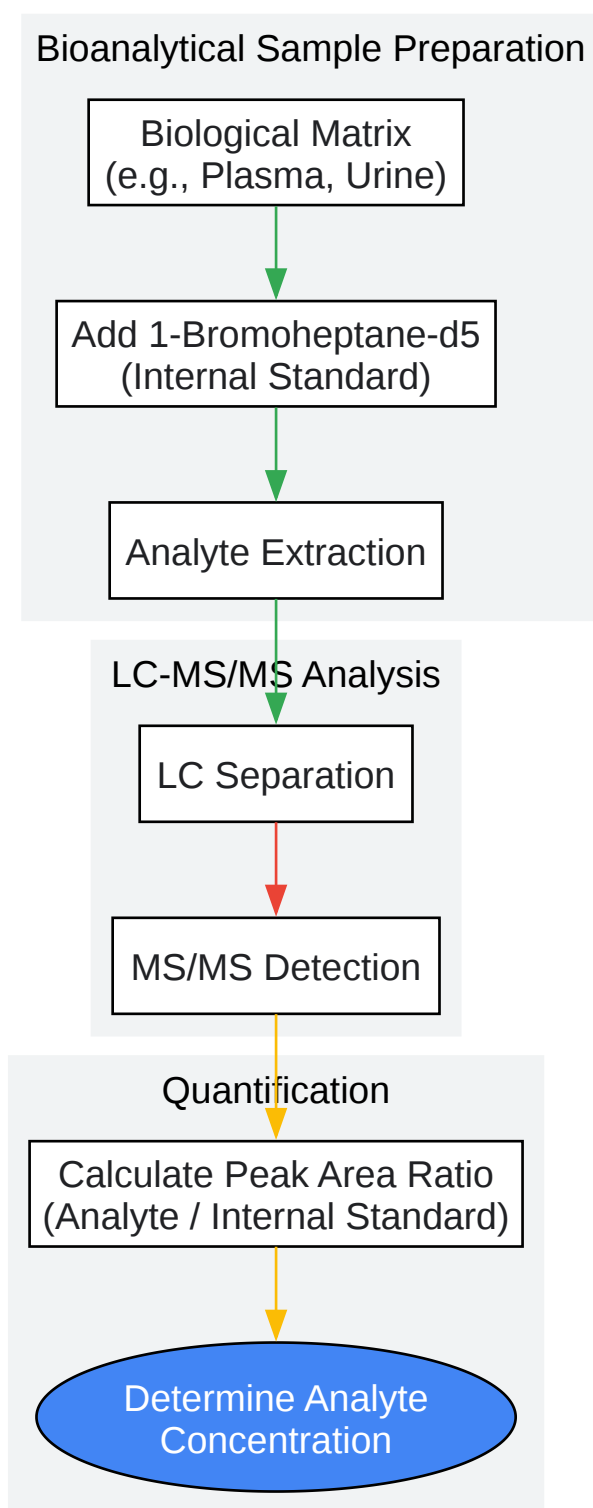 Bioanalytical Sample Preparation
Biological Matrix
(e.g., Plasma, Urine)
Add 1-Bromoheptane-d5
(Internal Standard)
Analyte Extraction
LC-MS/MS Analysis
LC Separation
MS/MS Detection
Quantification
Calculate Peak Area Ratio
(Analyte / Internal Standard)
Determine Analyte
Concentration